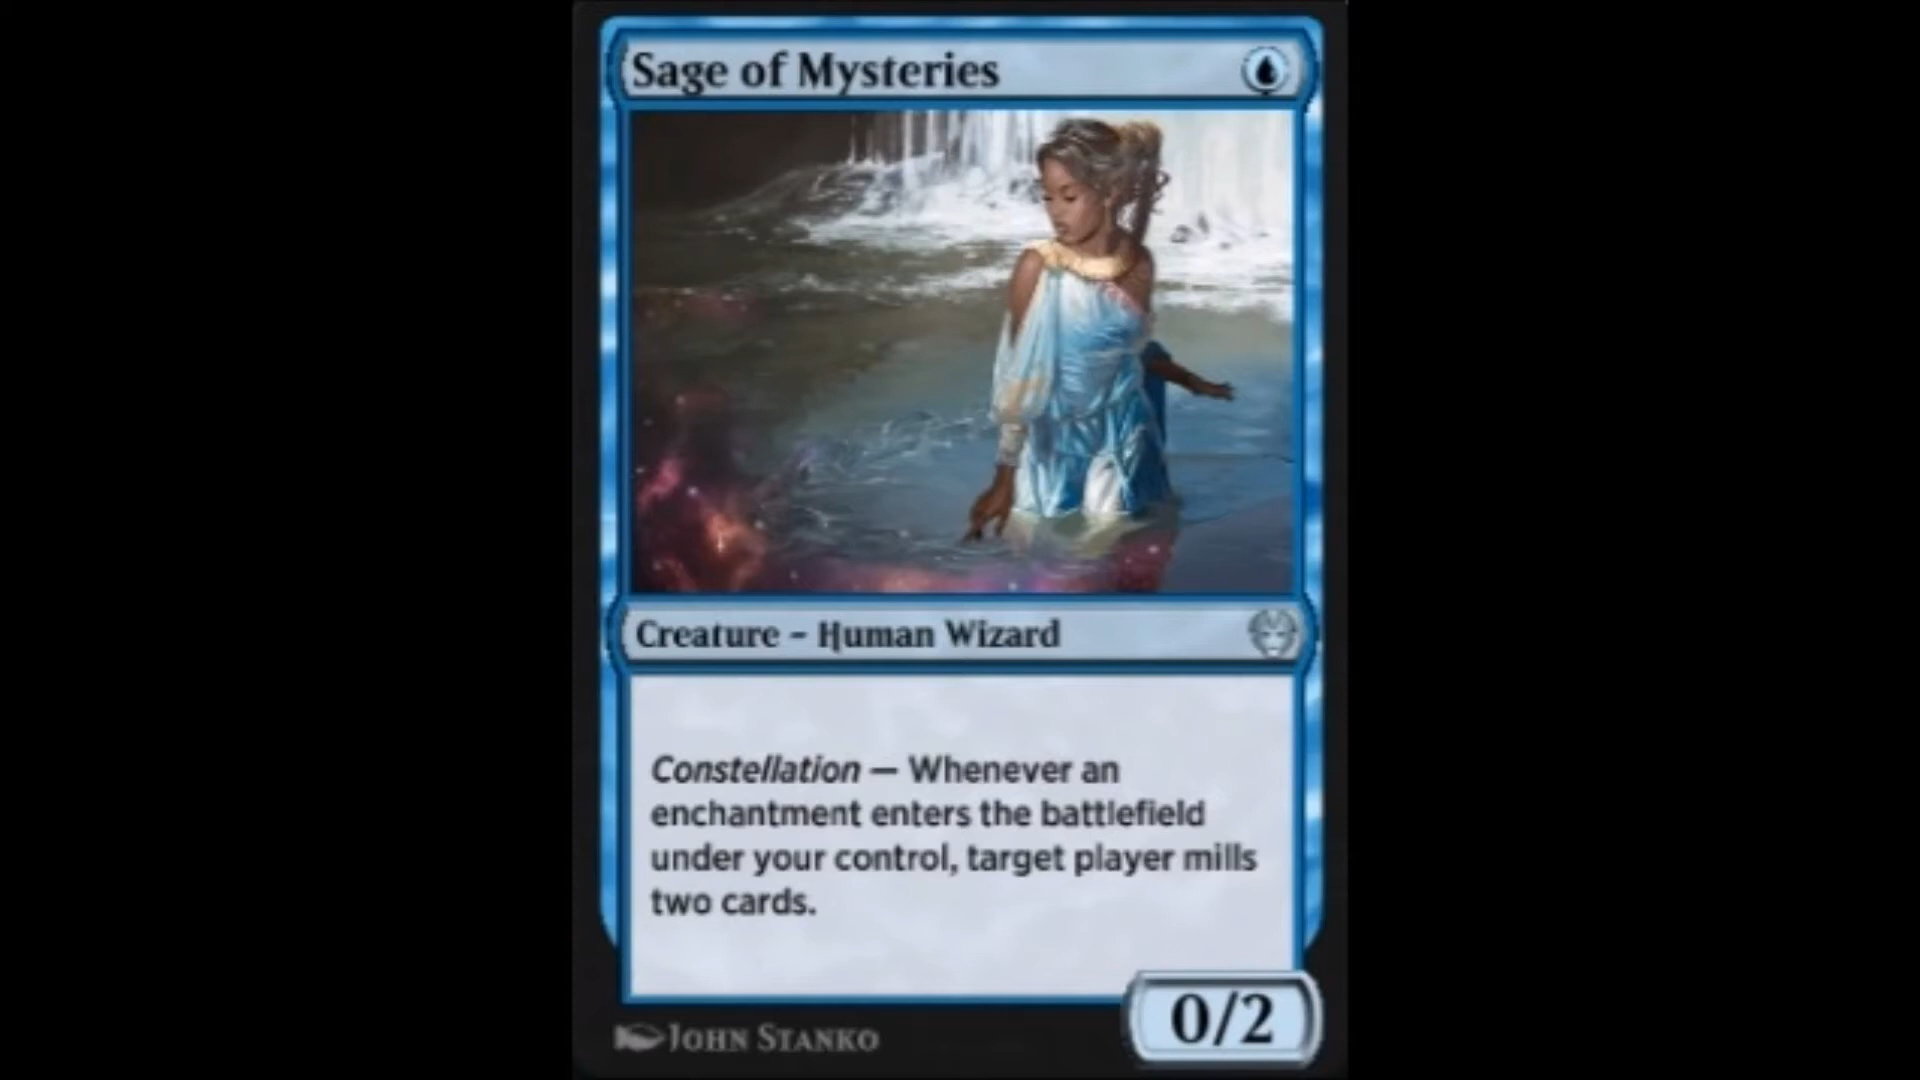 Sage of Mysteries
Creature – Human Wizard
Constellation — Whenever an
enchantment enters the battlefield
under your control, target player mills
two cards.
0/2
John Stanko